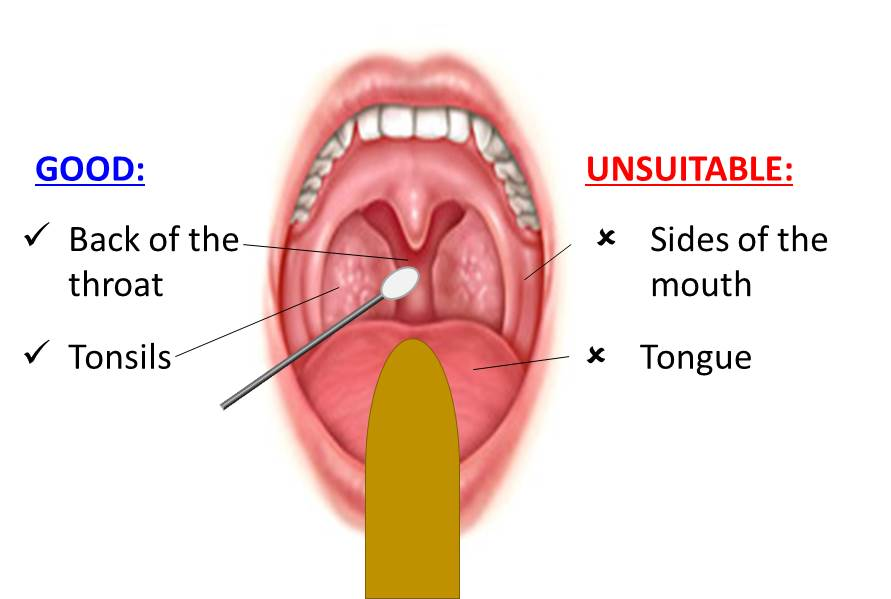 GOOD:
✓ Back of the
throat
✓ Tonsils
UNSUITABLE:
✘ Sides of the
mouth
✘ Tongue